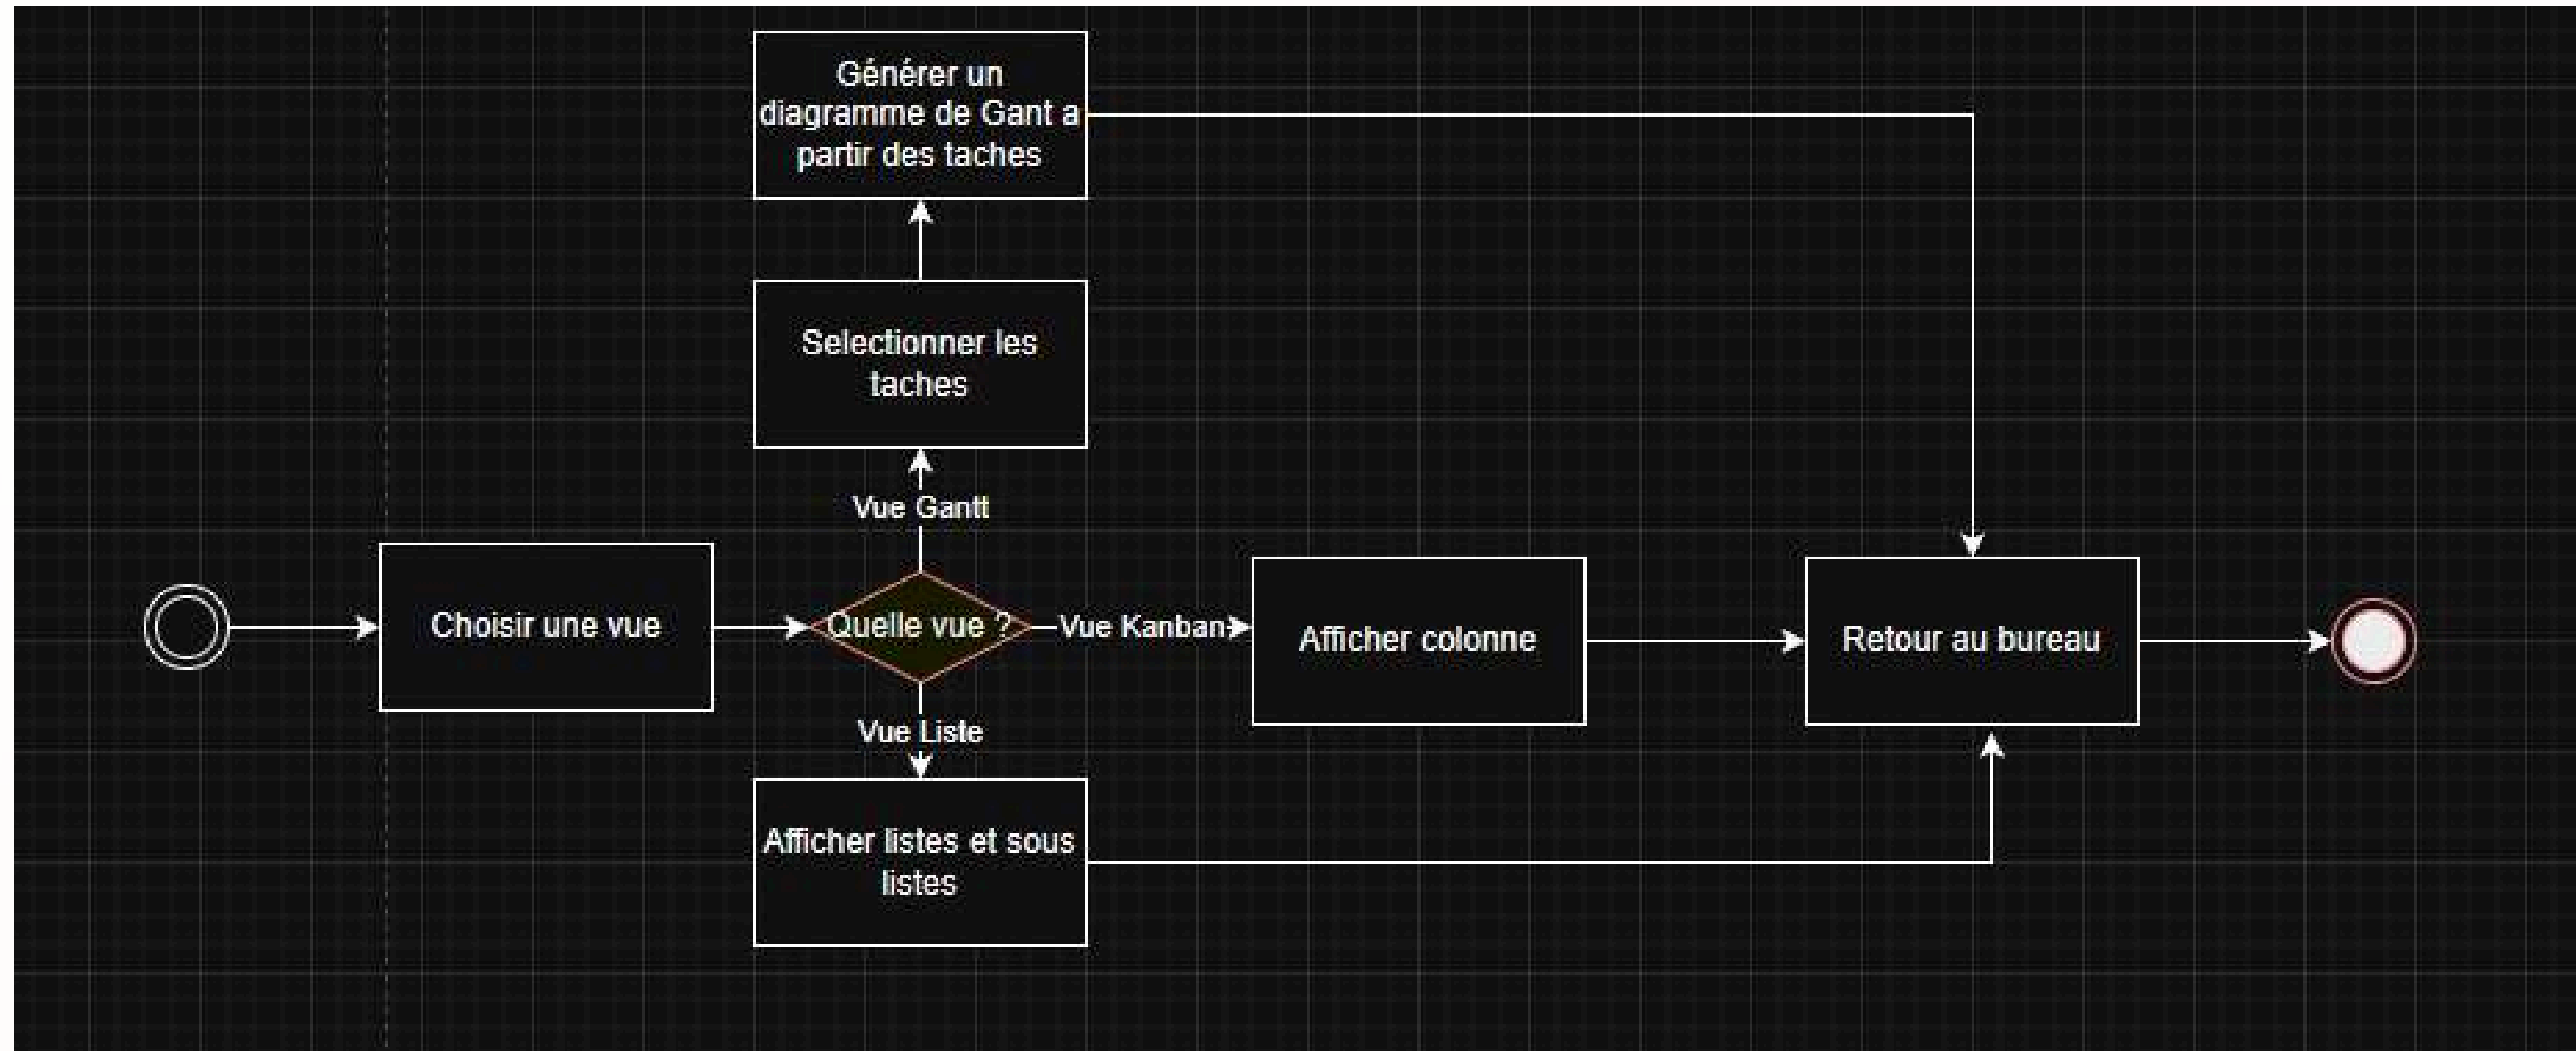 Générer un
diagramme de Gant a
partir des taches
Selectionner les
taches
Vue Gantt
Choisir une vue
Quelle vue ?
Vue Kanban
Afficher colonne
Retour au bureau
Vue Liste
Afficher listes et sous
listes